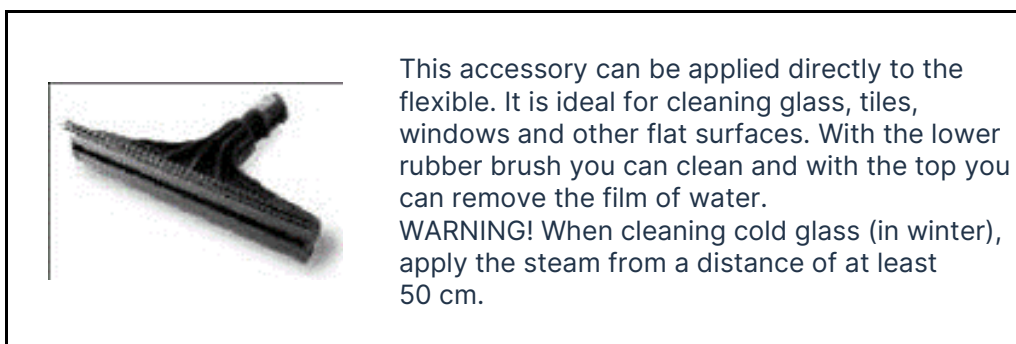 This accessory can be applied directly to the
flexible. It is ideal for cleaning glass, tiles,
windows and other flat surfaces. With the lower
rubber brush you can clean and with the top you
can remove the film of water.
WARNING! When cleaning cold glass (in winter),
apply the steam from a distance of at least
50 cm.